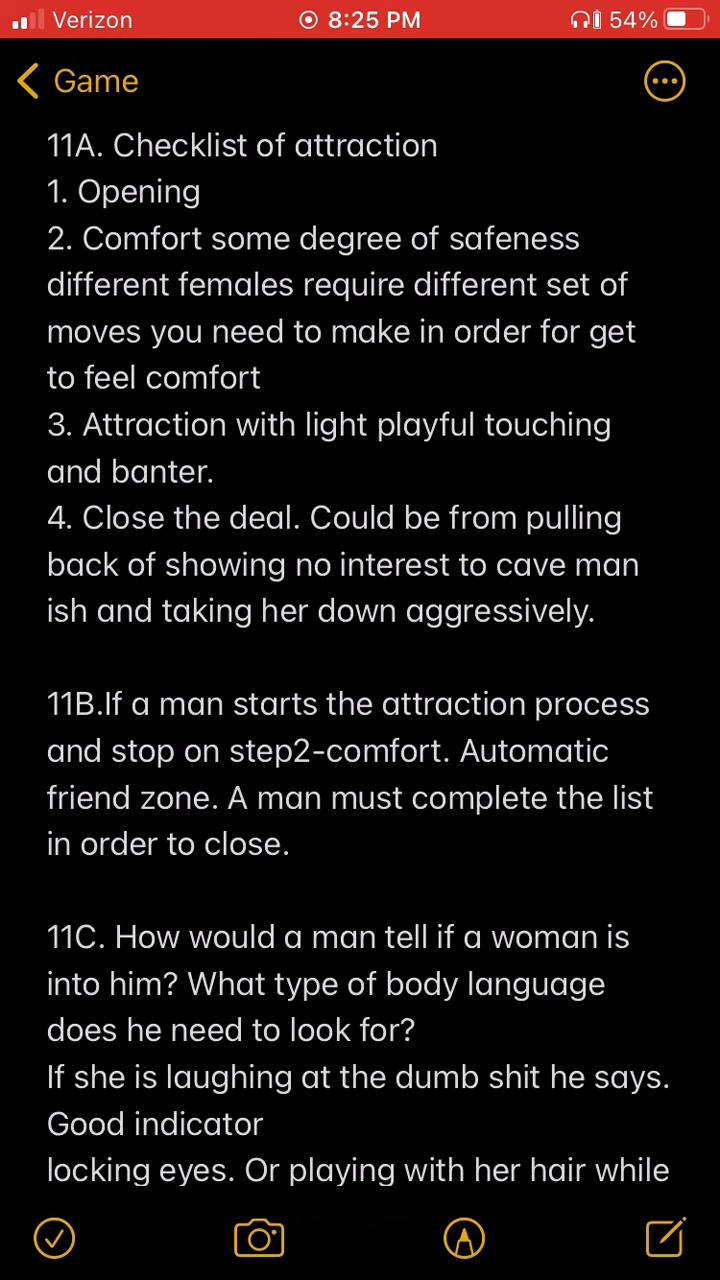 Verizon 8:25 PM 54%
Game
11A. Checklist of attraction
1. Opening
2. Comfort some degree of safeness
different females require different set of
moves you need to make in order for get
to feel comfort
3. Attraction with light playful touching
and banter.
4. Close the deal. Could be from pulling
back of showing no interest to cave man
ish and taking her down aggressively.
11B.If a man starts the attraction process
and stop on step2-comfort. Automatic
friend zone. A man must complete the list
in order to close.
11C. How would a man tell if a woman is
into him? What type of body language
does he need to look for?
If she is laughing at the dumb shit he says.
Good indicator
locking eyes. Or playing with her hair while